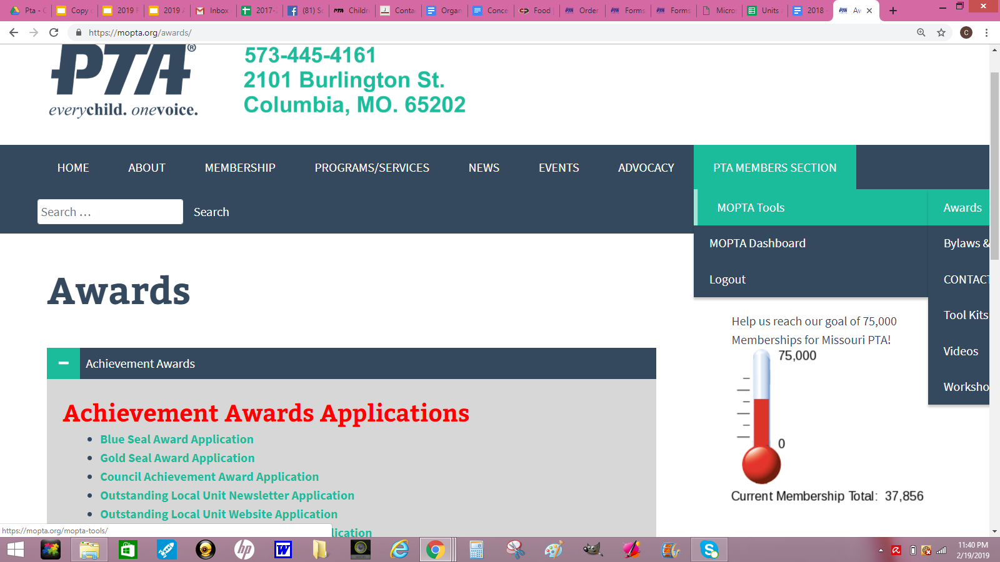 Pta - C
Copy o
2019 F
2019 A
Inbox
2017-
(81) Sc
Childr
Conta
Organ
Conce
Food
Order
Forms
Forms
Micro
Units
2018
Aw
https://mopta.org/awards/
C
PTA®
everychild. onevoice.
573-445-4161
2101 Burlington St.
Columbia, MO. 65202
HOME
ABOUT
MEMBERSHIP
PROGRAMS/SERVICES
NEWS
EVENTS
ADVOCACY
PTA MEMBERS SECTION
Search …
Search
MOPTA Tools
MOPTA Dashboard
Logout
Awards
Bylaws &
CONTACT
Tool Kits
Videos
Worksho
Awards
Achievement Awards
Achievement Awards Applications
Blue Seal Award Application
Gold Seal Award Application
Council Achievement Award Application
Outstanding Local Unit Newsletter Application
Outstanding Local Unit Website Application
lication
Help us reach our goal of 75,000
Memberships for Missouri PTA!
75,000
0
Current Membership Total: 37,856
https://mopta.org/mopta-tools/
11:40 PM
2/19/2019